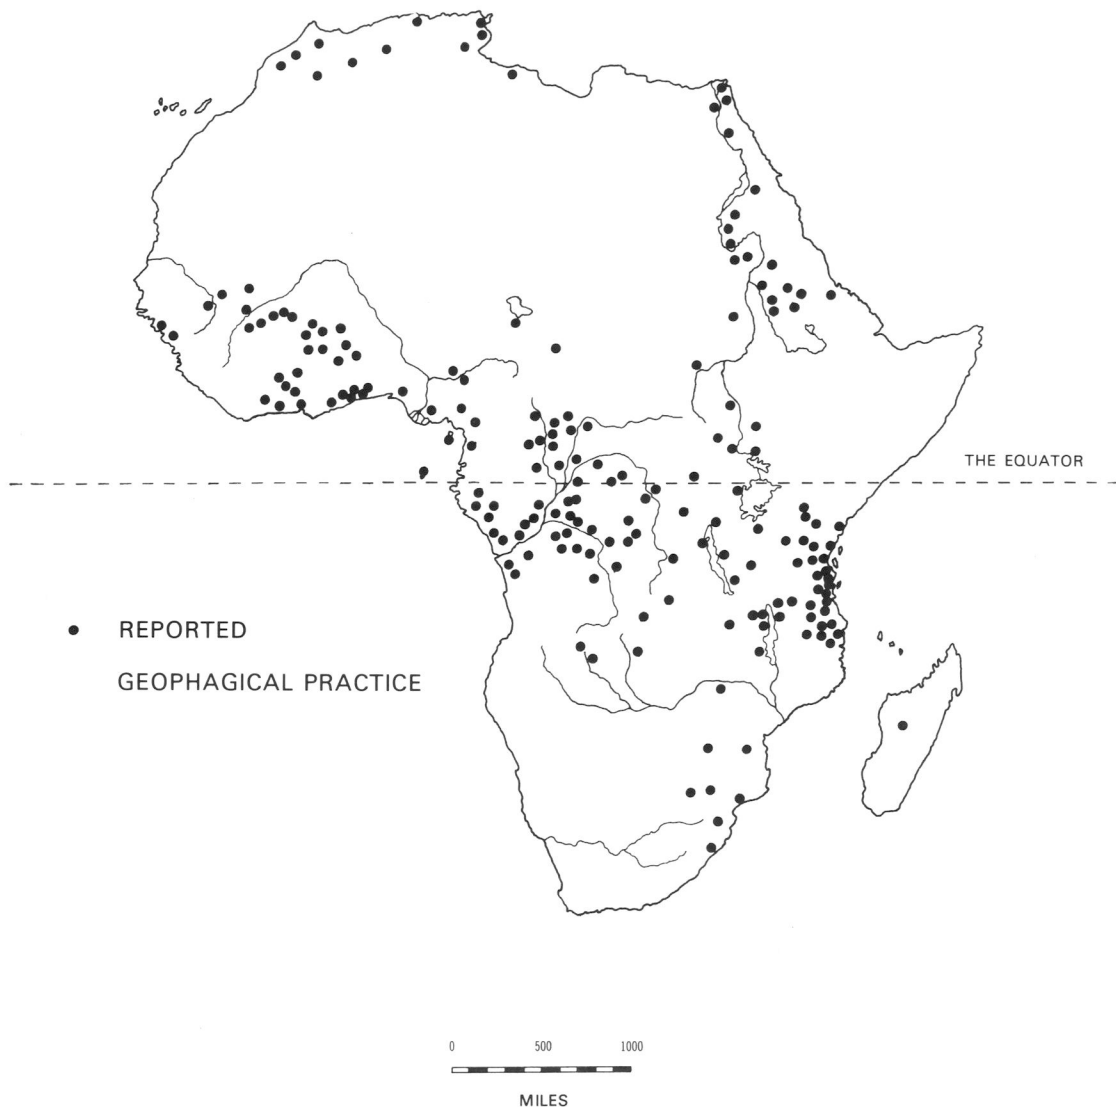 THE EQUATOR
REPORTED
GEOPHAGICAL PRACTICE
0 500 1000
MILES